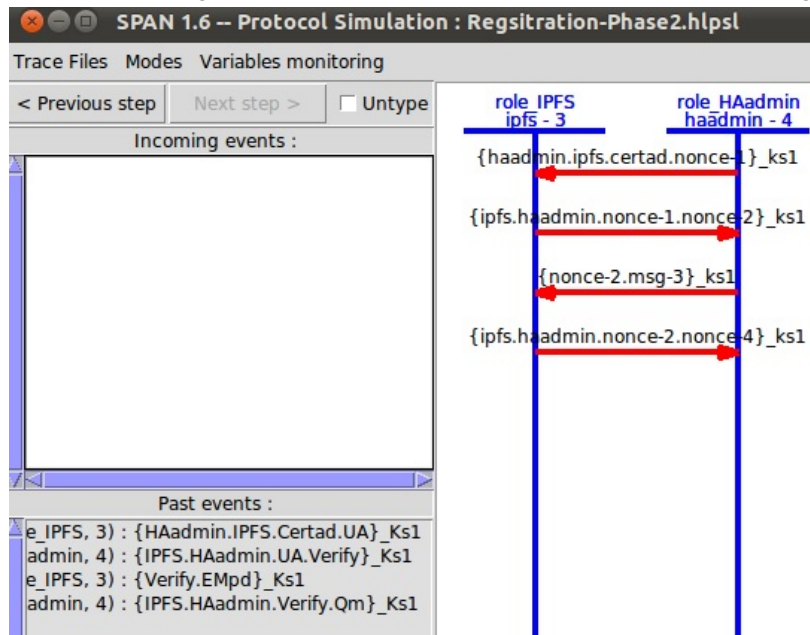 SPAN 1.6 -- Protocol Simulation : Regsitration-Phase2.hlpsl
Trace Files Modes Variables monitoring
< Previous step Next step > Untype
Incoming events :
Past events :
e_IPFS, 3) : {HAadmin.IPFS.Certad.UA}_Ks1
admin, 4) : {IPFS.HAadmin.UA.Verify}_Ks1
e_IPFS, 3) : {Verify.EMpd}_Ks1
admin, 4) : {IPFS.HAadmin.Verify.Qm}_Ks1
role_IPFS role_HAadmin
ipfs - 3 haadmin - 4
{haadmin.ipfs.certad.nonce-1}_ks1
{ipfs.haadmin.nonce-1.nonce-2}_ks1
{nonce-2.msg-3}_ks1
{ipfs.haadmin.nonce-2.nonce-4}_ks1